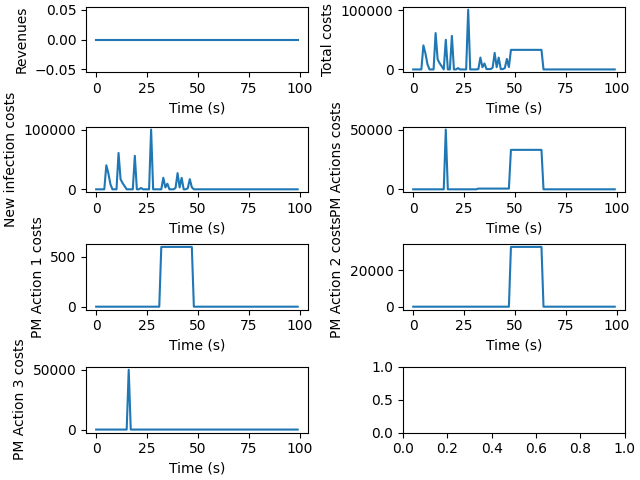 Revenues
0.05
0.00
−0.05
0 25 50 75 100
Time (s)
Total costs
100000
0
0 25 50 75 100
Time (s)
New infection costs
100000
0
0 25 50 75 100
Time (s)
PM Actions costs
50000
0
0 25 50 75 100
Time (s)
PM Action 1 costs
500
0
0 25 50 75 100
Time (s)
PM Action 2 costs
20000
0
0 25 50 75 100
Time (s)
PM Action 3 costs
50000
0
0 25 50 75 100
Time (s)
1.0
0.5
0.0
0.0 0.2 0.4 0.6 0.8 1.0